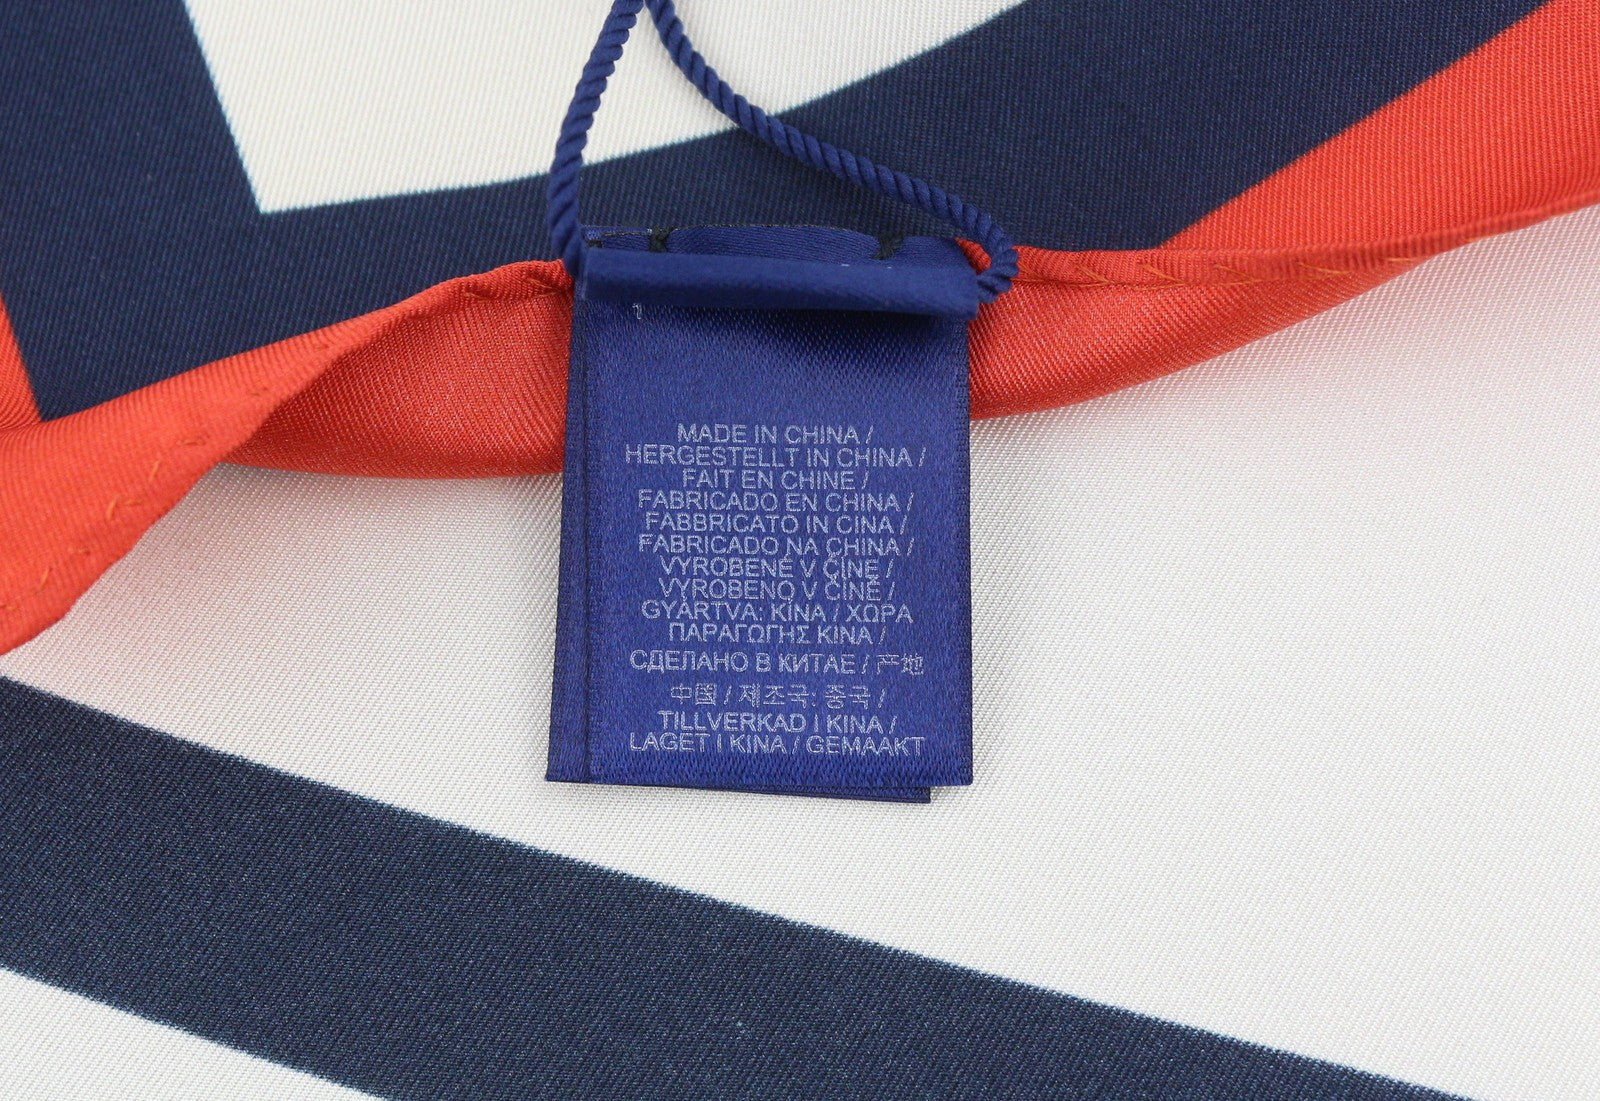 MADE IN CHINA /
HERGESTELLT IN CHINA /
FAIT EN CHINE /
FABRICADO EN CHINA /
FABBRICATO IN CINA /
FABRICADO NA CHINA /
VYROBENÉ V ČÍNE /
VYROBENO V ČÍNĚ /
GYÁRTVA: KÍNA / ΧΩΡΑ
ΠΑΡΑΓΩΓΗΣ ΚΙΝΑ /
СДЕЛАНО В КИТАЕ / 产地
中国 / 제조국: 중국 /
TILLVERKAD I KINA /
LAGET I KINA / GEMAAKT